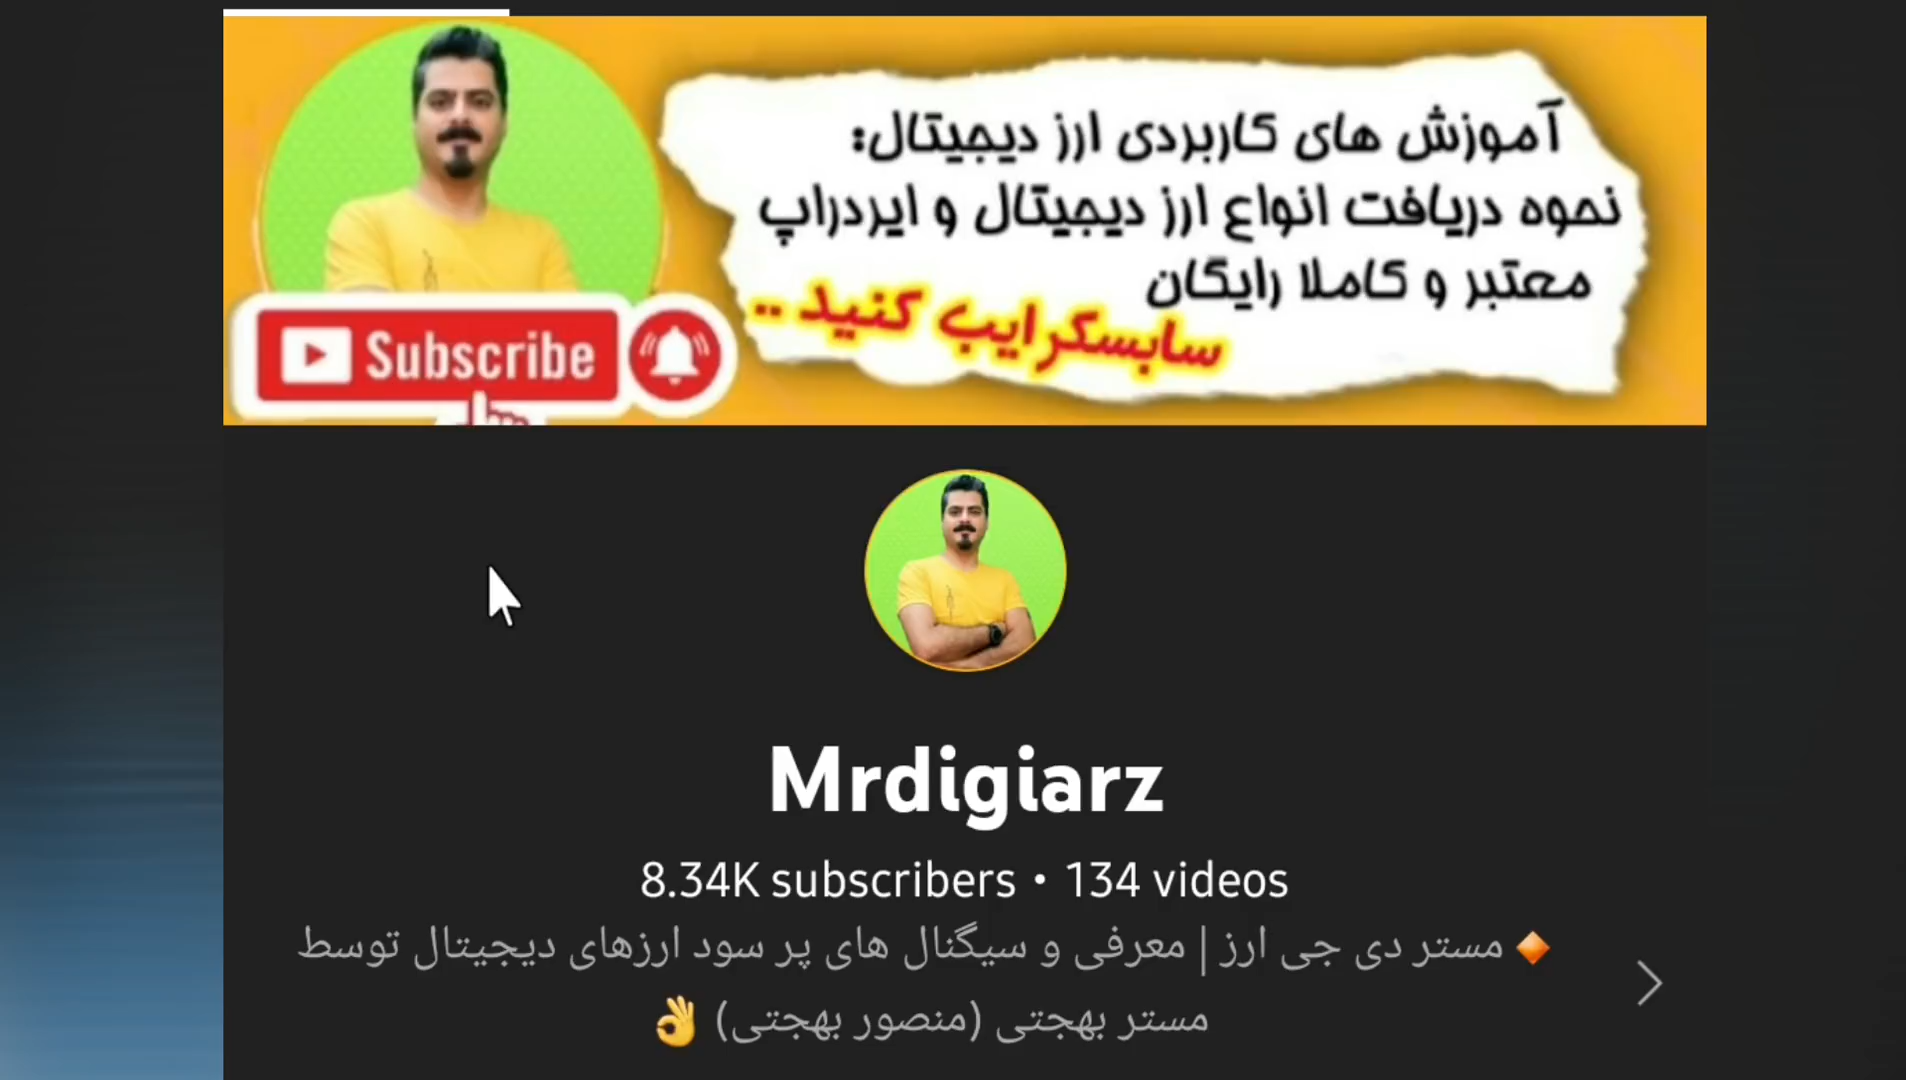 آموزش های کاربردی ارز دیجیتال:
نحوه دریافت انواع ارز دیجیتال و ایردراپ
معتبر و کاملا رایگان
سابسکرایب کنید ..
Subscribe
Mrdigiarz
8.34K subscribers • 134 videos
🔸مستر دی جی ارز | معرفی و سیگنال های پر سود ارزهای دیجیتال توسط
مستر بهجتی (منصور بهجتی) 👌